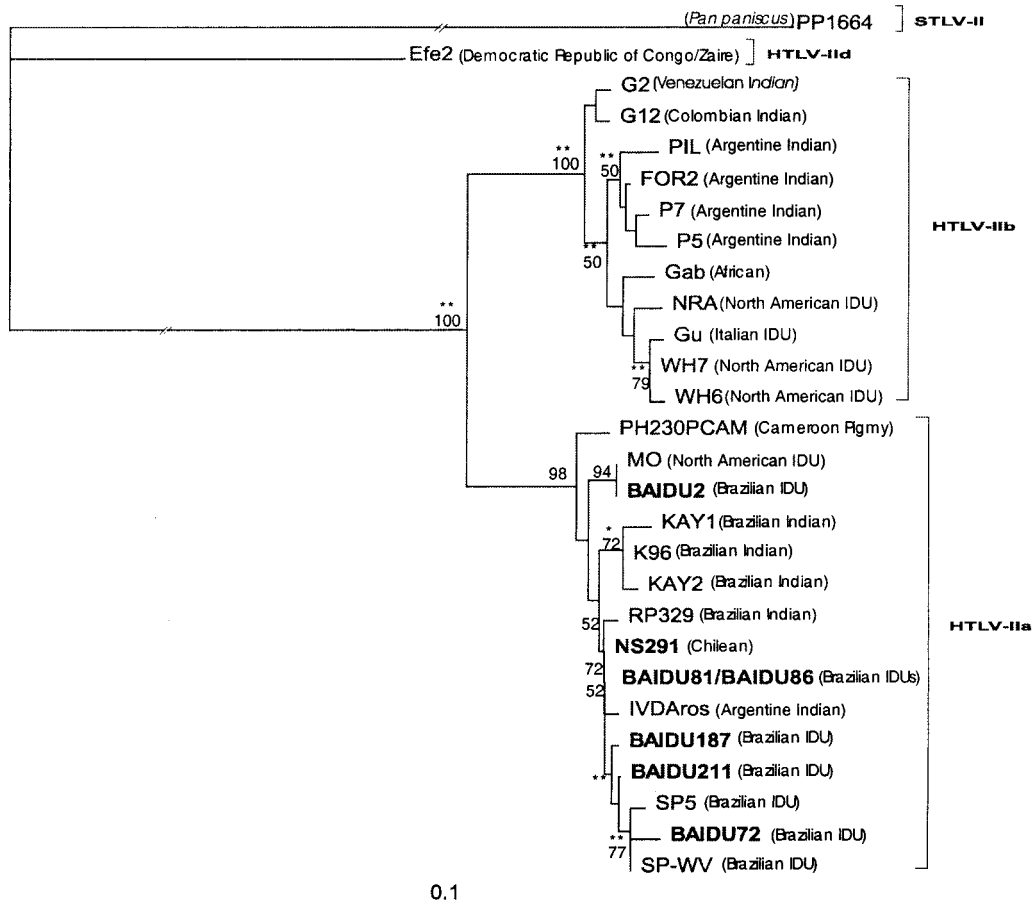 (Pan paniscus) PP1664 STLV-II
Efe2 (Democratic Republic of Congo/Zaire) HTLV-IId
G2 (Venezuelan Indian)
G12 (Colombian Indian)
**
100
**
50
PIL (Argentine Indian)
FOR2 (Argentine Indian)
P7 (Argentine Indian)
HTLV-IIb
P5 (Argentine Indian)
**
50
Gab (African)
NRA (North American IDU)
**
100
Gu (Italian IDU)
WH7 (North American IDU)
**
79
WH6 (North American IDU)
PH230PCAM (Cameroon Pigmy)
MO (North American IDU)
98
94
BAIDU2 (Brazilian IDU)
KAY1 (Brazilian Indian)
*
72
K96 (Brazilian Indian)
KAY2 (Brazilian Indian)
RP329 (Brazilian Indian)
52
HTLV-IIa
NS291 (Chilean)
72
BAIDU81/BAIDU86 (Brazilian IDUs)
52
IVDAros (Argentine Indian)
BAIDU187 (Brazilian IDU)
**
BAIDU211 (Brazilian IDU)
SP5 (Brazilian IDU)
BAIDU72 (Brazilian IDU)
**
77
SP-WV (Brazilian IDU)
0.1